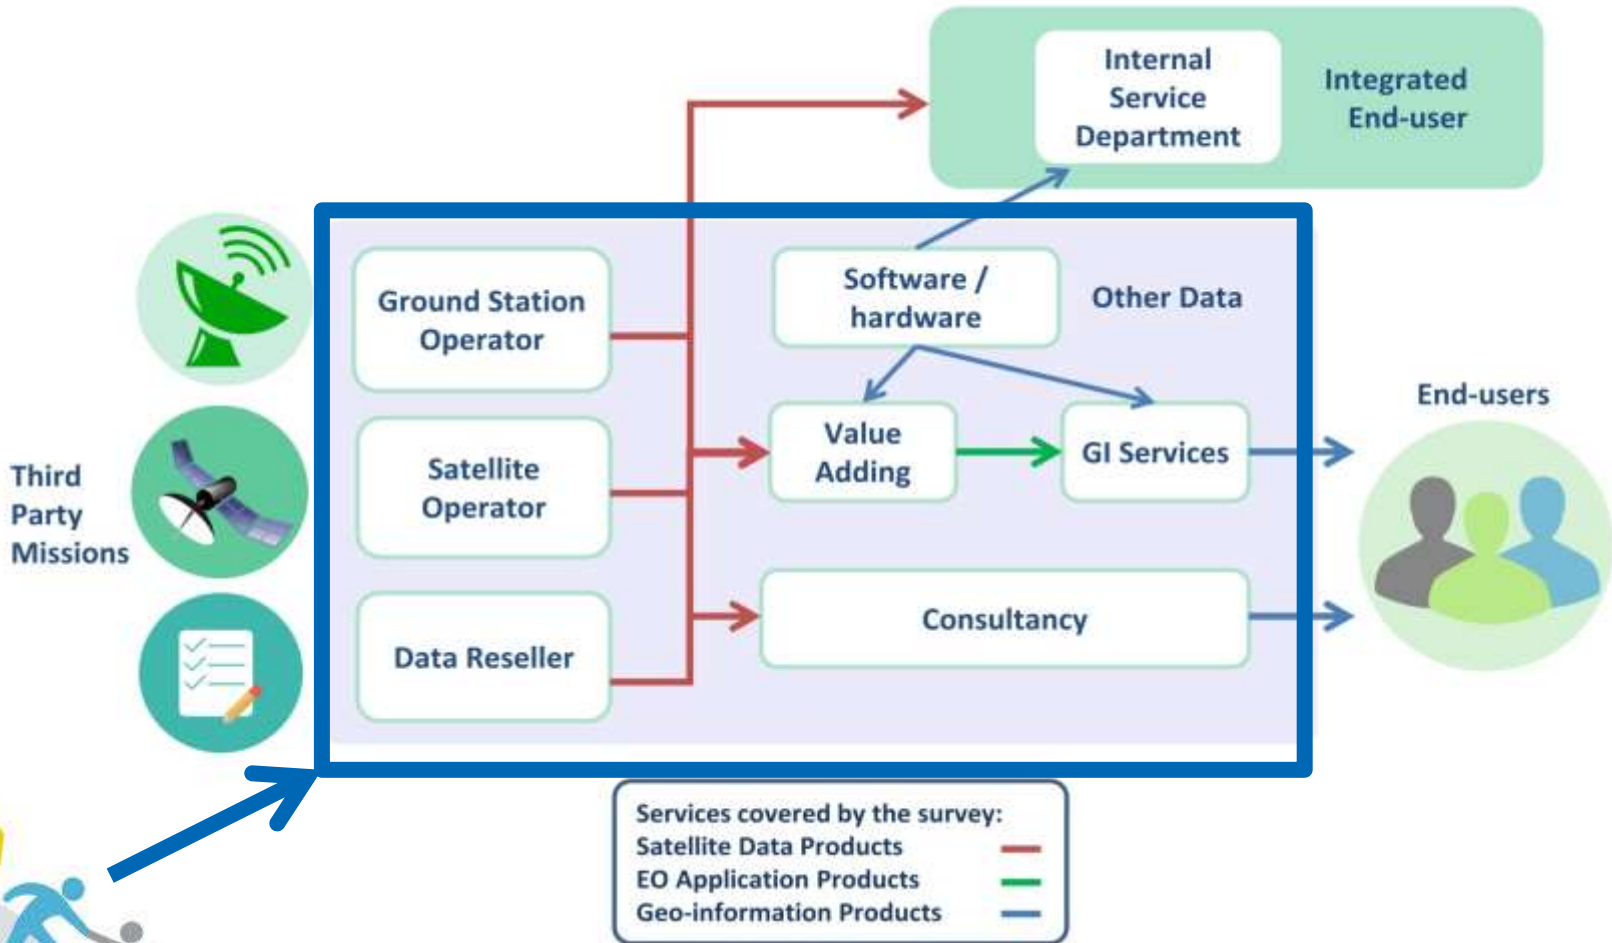 Internal
Service
Department
Integrated
End-user
Ground Station
Operator
Software /
hardware
Other Data
End-users
Third
Party
Missions
Satellite
Operator
Value
Adding
GI Services
Data Reseller
Consultancy
Services covered by the survey:
Satellite Data Products
EO Application Products
Geo-information Products